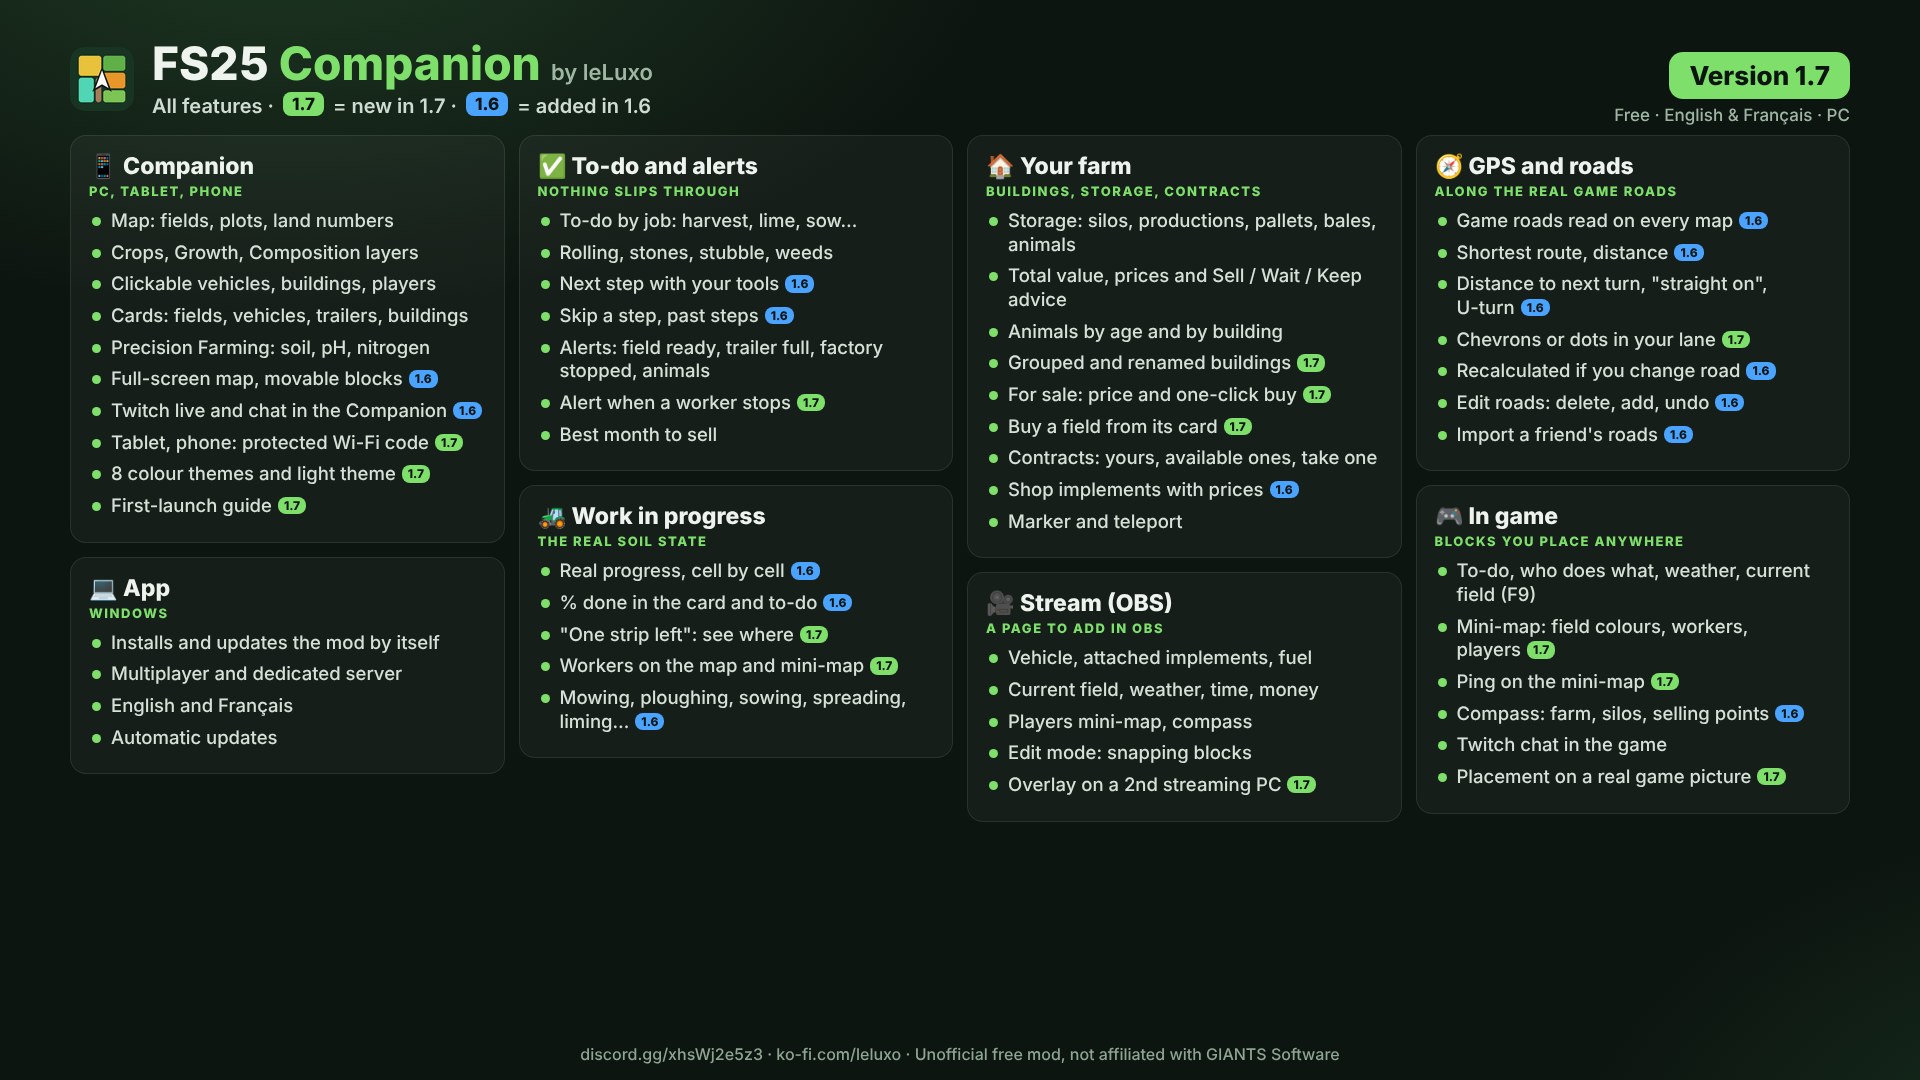 FS25 Companion by leLuxo
All features · 1.7 = new in 1.7 · 1.6 = added in 1.6
Version 1.7
Free · English & Français · PC
Companion
PC, TABLET, PHONE
Map: fields, plots, land numbers
Crops, Growth, Composition layers
Clickable vehicles, buildings, players
Cards: fields, vehicles, trailers, buildings
Precision Farming: soil, pH, nitrogen
Full-screen map, movable blocks 1.6
Twitch live and chat in the Companion 1.6
Tablet, phone: protected Wi-Fi code 1.7
8 colour themes and light theme 1.7
First-launch guide 1.7
App
WINDOWS
Installs and updates the mod by itself
Multiplayer and dedicated server
English and Français
Automatic updates
To-do and alerts
NOTHING SLIPS THROUGH
To-do by job: harvest, lime, sow...
Rolling, stones, stubble, weeds
Next step with your tools 1.6
Skip a step, past steps 1.6
Alerts: field ready, trailer full, factory
stopped, animals
Alert when a worker stops 1.7
Best month to sell
Work in progress
THE REAL SOIL STATE
Real progress, cell by cell 1.6
% done in the card and to-do 1.6
"One strip left": see where 1.7
Workers on the map and mini-map 1.7
Mowing, ploughing, sowing, spreading,
liming... 1.6
Your farm
BUILDINGS, STORAGE, CONTRACTS
Storage: silos, productions, pallets, bales,
animals
Total value, prices and Sell / Wait / Keep
advice
Animals by age and by building
Grouped and renamed buildings 1.7
For sale: price and one-click buy 1.7
Buy a field from its card 1.7
Contracts: yours, available ones, take one
Shop implements with prices 1.6
Marker and teleport
Stream (OBS)
A PAGE TO ADD IN OBS
Vehicle, attached implements, fuel
Current field, weather, time, money
Players mini-map, compass
Edit mode: snapping blocks
Overlay on a 2nd streaming PC 1.7
GPS and roads
ALONG THE REAL GAME ROADS
Game roads read on every map 1.6
Shortest route, distance 1.6
Distance to next turn, "straight on",
U-turn 1.6
Chevrons or dots in your lane 1.7
Recalculated if you change road 1.6
Edit roads: delete, add, undo 1.6
Import a friend's roads 1.6
In game
BLOCKS YOU PLACE ANYWHERE
To-do, who does what, weather, current
field (F9)
Mini-map: field colours, workers,
players 1.7
Ping on the mini-map 1.7
Compass: farm, silos, selling points 1.6
Twitch chat in the game
Placement on a real game picture 1.7
discord.gg/xhsWj2e5z3 · ko-fi.com/leluxo · Unofficial free mod, not affiliated with GIANTS Software